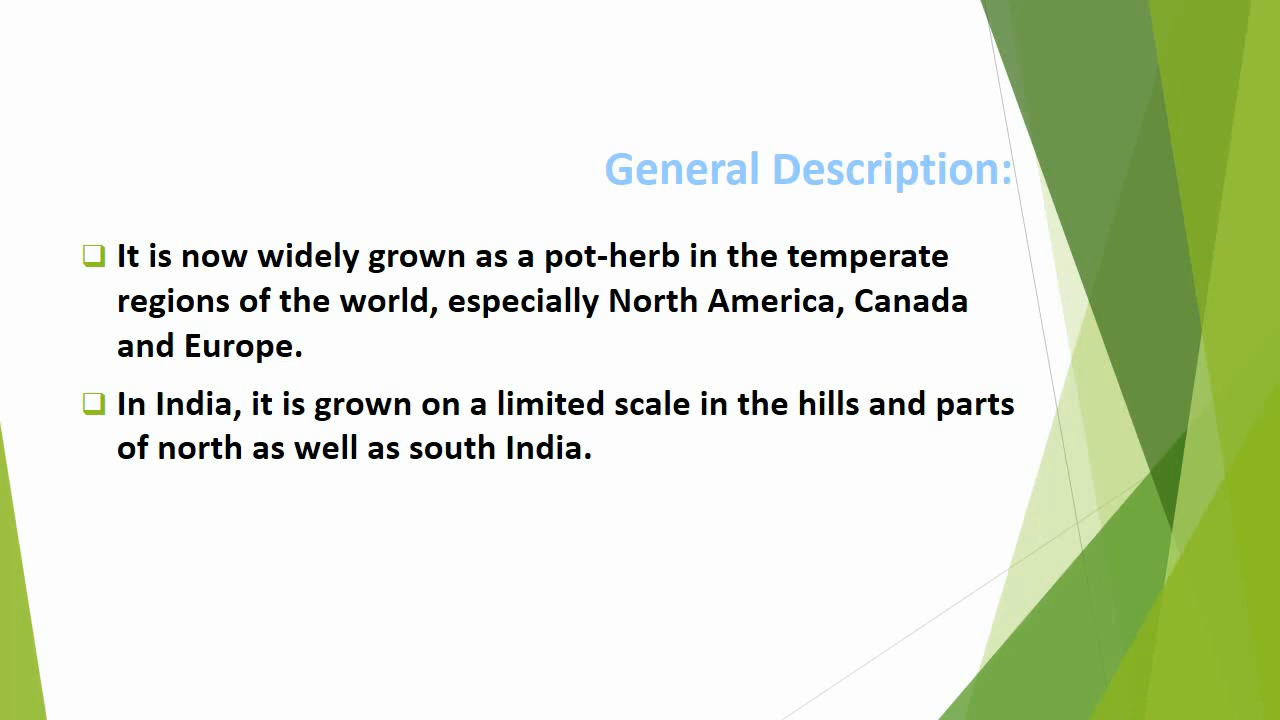 General Description:
It is now widely grown as a pot-herb in the temperate
regions of the world, especially North America, Canada
and Europe.
In India, it is grown on a limited scale in the hills and parts
of north as well as south India.